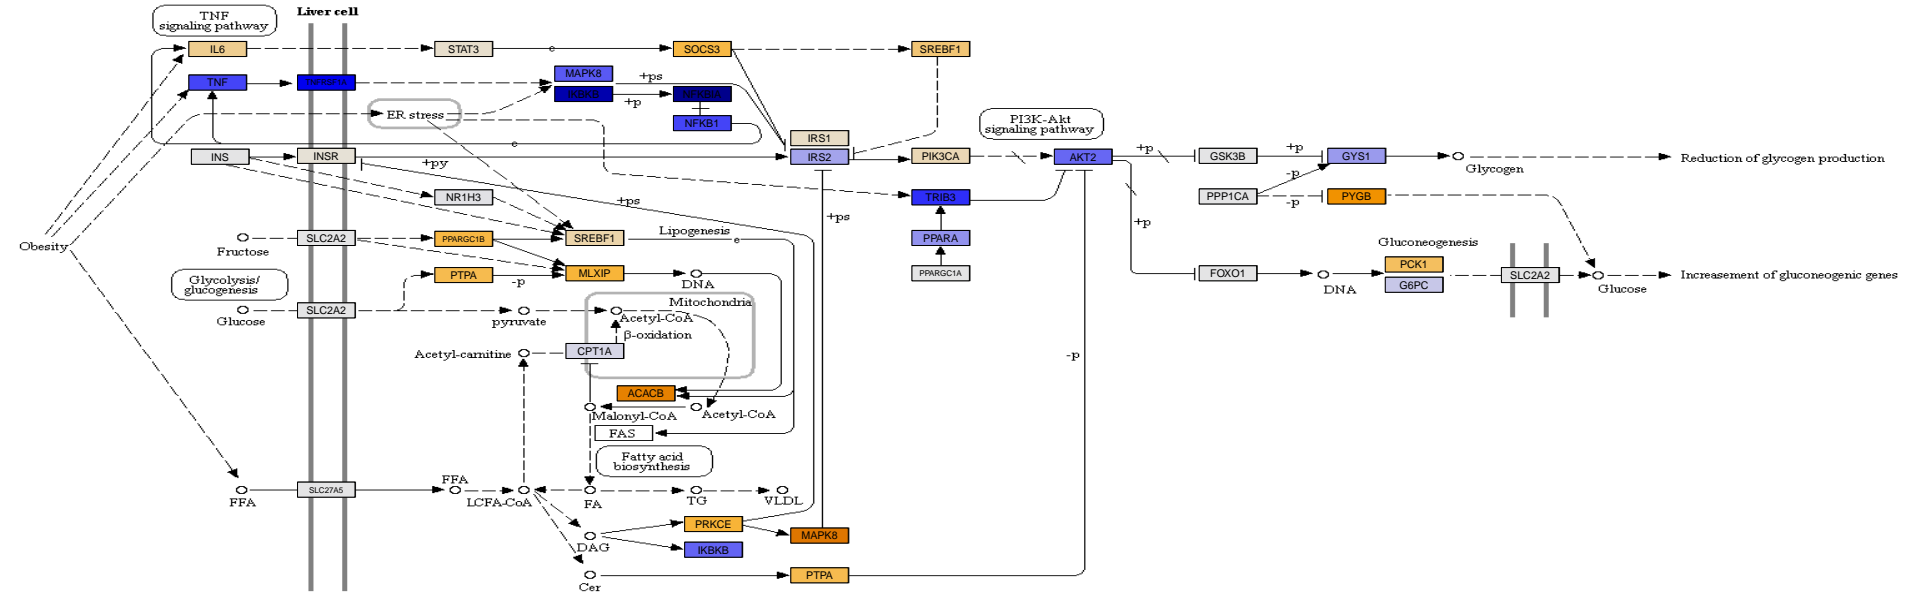 TNF
signaling pathway
Liver cell
IL6
STAT3
e
SOCS3
SREBF1
TNF
MAPK8
+ps
+p
NFKB1
ER stress
PI3K-Akt
signaling pathway
e
IRS1
INS
INSR
+py
IRS2
PIK3CA
AKT2
+p
GSK3B
+p
GYS1
Glycogen
Reduction of glycogen production
NR1H3
+ps
+ps
TRIB3
+p
PPP1CA
-p
-p
PYGB
Obesity
Fructose
SLC2A2
PPARGC1B
SREBF1
Lipogenesis
e
PPARA
Gluconeogenesis
Glycolysis/
glucogenesis
PTPA
-p
MLXIP
DNA
PPARGC1A
FOXO1
DNA
PCK1
G6PC
SLC2A2
Glucose
Increasement of gluconeogenic genes
Glucose
SLC2A2
pyruvate
Mitochondria
Acetyl-CoA
β-oxidation
Acetyl-carnitine
CPT1A
-p
ACACB
Malonyl-CoA
Acetyl-CoA
FAS
Fatty acid
biosynthesis
FFA
SLC27A5
FFA
LCFA-CoA
FA
TG
VLDL
PRKCE
MAPK8
DAG
IKBKB
Cer
PTPA